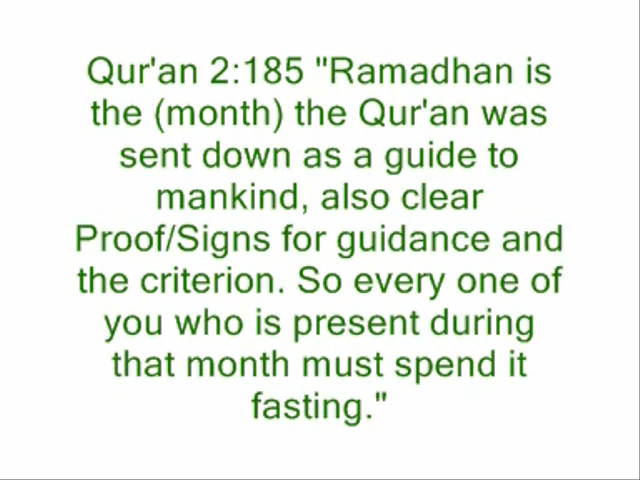 Qur'an 2:185 "Ramadhan is
the (month) the Qur'an was
sent down as a guide to
mankind, also clear
Proof/Signs for guidance and
the criterion. So every one of
you who is present during
that month must spend it
fasting."